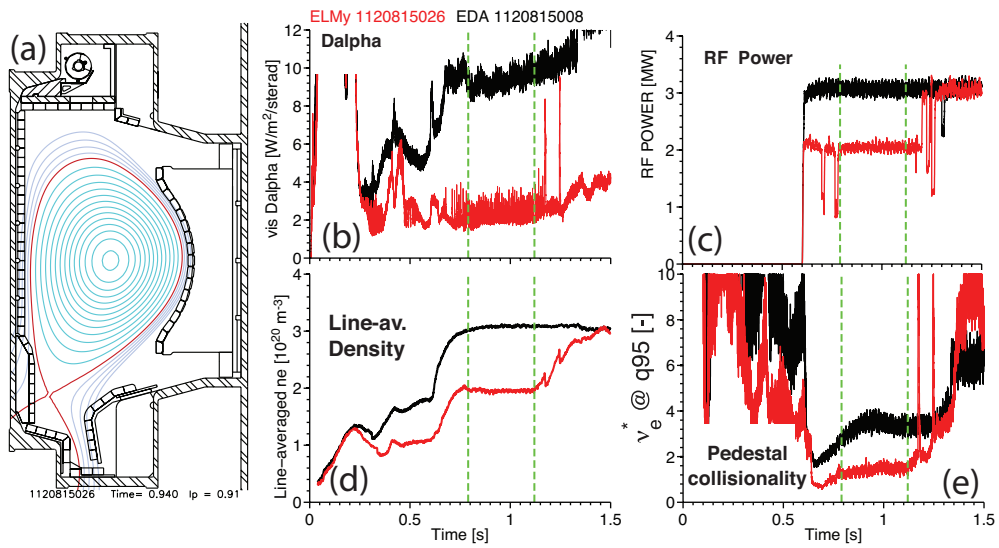 ELMy 1120815026 EDA 1120815008
(a)
1120815026 Time= 0.940 Ip = 0.91
Dalpha
vis Dalpha [W/m²/sterrad]
12
10
8
6
4
2
0
(b)
RF Power
RF POWER [MW]
4
3
2
1
0
(c)
Line-av.
Density
Line−averaged ne [10²⁰ m⁻³]
4
3
2
1
0
(d)
0 0.5 1 1.5
Time [s]
Pedestal
collisionality
ν*e @ q95 [-]
10
8
6
4
2
0
(e)
0 0.5 1 1.5
Time [s]